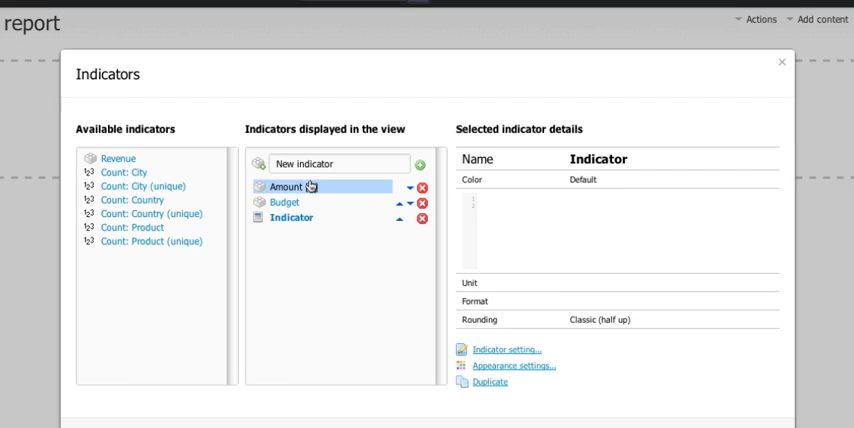 report
Actions
Add content
Indicators
Available indicators
Revenue
Count: City
Count: City (unique)
Count: Country
Count: Country (unique)
Count: Product
Count: Product (unique)
Indicators displayed in the view
New indicator
Amount
Budget
Indicator
Selected indicator details
Name Indicator
Color Default
1
2
Unit
Format
Rounding Classic (half up)
Indicator setting...
Appearance settings...
Duplicate